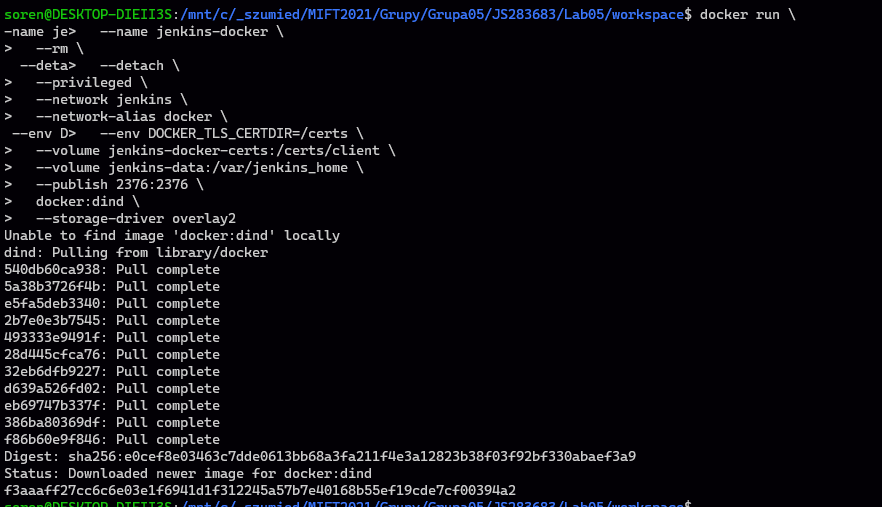 soren@DESKTOP-DIEII3S:/mnt/c/_szumied/MIFT2021/Grupy/Grupa05/JS283683/Lab05/workspace$ docker run \
-name je>   --name jenkins-docker \
>   --rm \
  --deta>   --detach \
>   --privileged \
>   --network jenkins \
>   --network-alias docker \
 --env D>   --env DOCKER_TLS_CERTDIR=/certs \
>   --volume jenkins-docker-certs:/certs/client \
>   --volume jenkins-data:/var/jenkins_home \
>   --publish 2376:2376 \
>   docker:dind \
>   --storage-driver overlay2
Unable to find image 'docker:dind' locally
dind: Pulling from library/docker
540db60ca938: Pull complete
5a38b3726f4b: Pull complete
e5fa5deb3340: Pull complete
2b7e0e3b7545: Pull complete
493333e9491f: Pull complete
28d445cfca76: Pull complete
32eb6dfb9227: Pull complete
d639a526fd02: Pull complete
eb69747b337f: Pull complete
386ba80369df: Pull complete
f86b60e9f846: Pull complete
Digest: sha256:e0cef8e03463c7dde0613bb68a3fa211f4e3a12823b38f03f92bf330abaef3a9
Status: Downloaded newer image for docker:dind
f3aaaff27cc6c6e03e1f6941d1f312245a57b7e40168b55ef19cde7cf00394a2
soren@DESKTOP-DIEII3S:/mnt/c/_szumied/MIFT2021/Grupy/Grupa05/JS283683/Lab05/workspace$